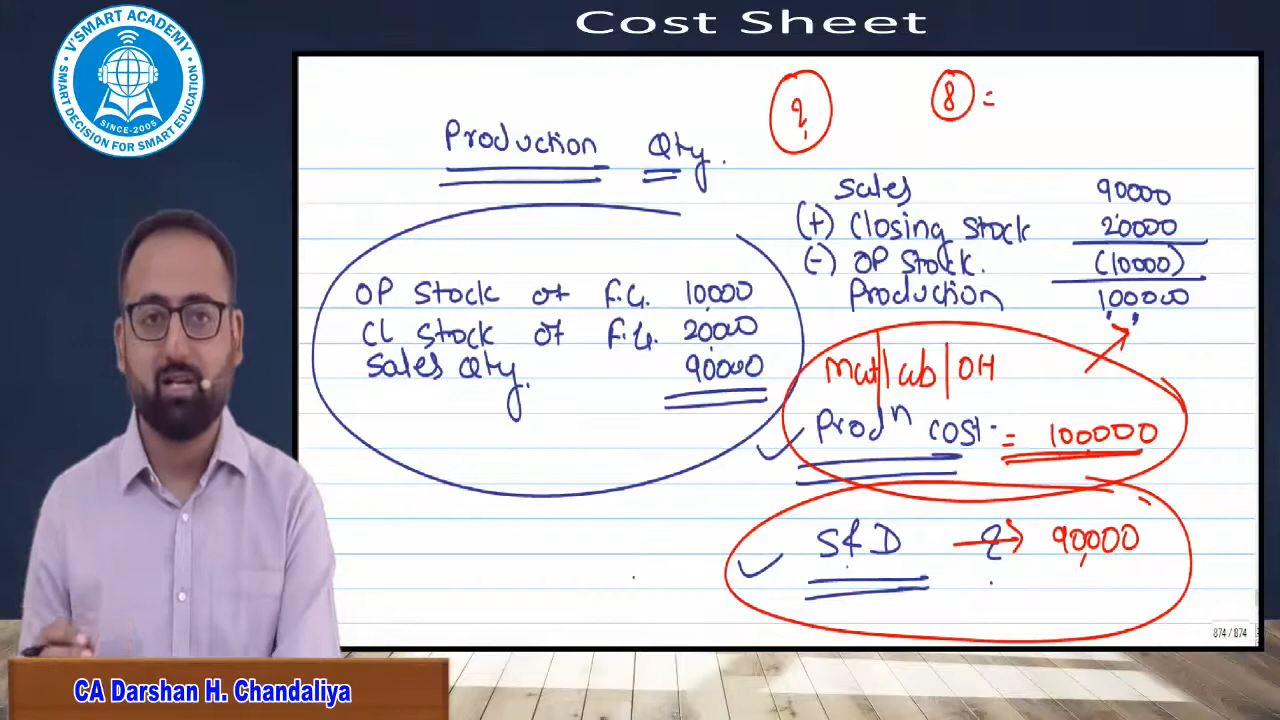 Cost Sheet
V'SMART ACADEMY
SMART DECISION FOR SMART EDUCATION
SINCE-2005
8 =
Production Qty.
OP Stock of F.G. 10000
Cl Stock of F.G. 20,000
Sales Qty. 90000
Sales 90000
(+) Closing Stock 20000
(-) OP Stock. (10000)
Production 100000
Mat | Lab | OH
Prodn Cost = 100000
S&D → 90000
874 / 874
CA Darshan H. Chandaliya